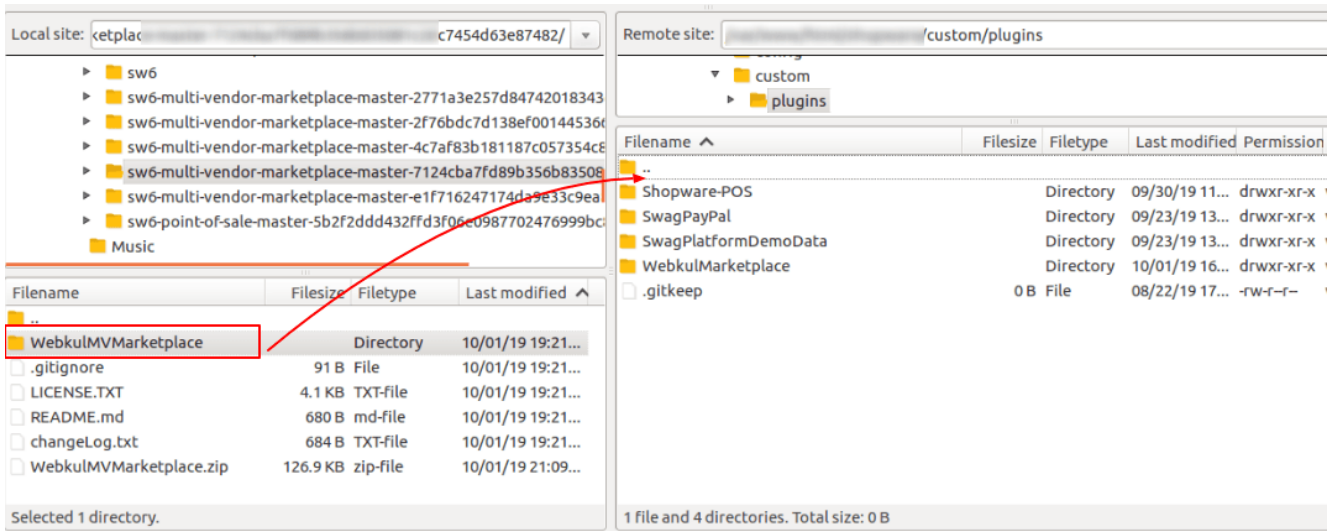 Local site: c7454d63e87482/
sw6
sw6-multi-vendor-marketplace-master-2771a3e257d84742018343
sw6-multi-vendor-marketplace-master-2f76bdc7d138ef00144536
sw6-multi-vendor-marketplace-master-4c7af83b181187c057354c8
sw6-multi-vendor-marketplace-master-7124cba7fd89b356b83508
sw6-multi-vendor-marketplace-master-e1f716247174da9e33c9ea
sw6-point-of-sale-master-5b2f2ddd432ffd3f06e0987702476999bc
Music
Filename Filesize Filetype Last modified
..
WebkulMVMarketplace Directory 10/01/19 19:21...
.gitignore 91 B File 10/01/19 19:21...
LICENSE.TXT 4.1 KB TXT-file 10/01/19 19:21...
README.md 680 B md-file 10/01/19 19:21...
changeLog.txt 684 B TXT-file 10/01/19 19:21...
WebkulMVMarketplace.zip 126.9 KB zip-file 10/01/19 21:09...
Selected 1 directory.
Remote site: /custom/plugins
custom
plugins
Filename Filesize Filetype Last modified Permission
..
Shopware-POS Directory 09/30/19 11... drwxr-xr-x
SwagPayPal Directory 09/23/19 13... drwxr-xr-x
SwagPlatformDemoData Directory 09/23/19 13... drwxr-xr-x
WebkulMarketplace Directory 10/01/19 16... drwxr-xr-x
.gitkeep 0 B File 08/22/19 17... -rw-r--r--
1 file and 4 directories. Total size: 0 B